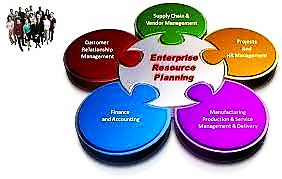 Supply Chain &
Vendor Management
Customer
Relationship
Management
Projects
And
HR Management
Enterprise
Resource
Planning
Finance
and Accounting
Manufacturing
Production & Service
Management & Delivery